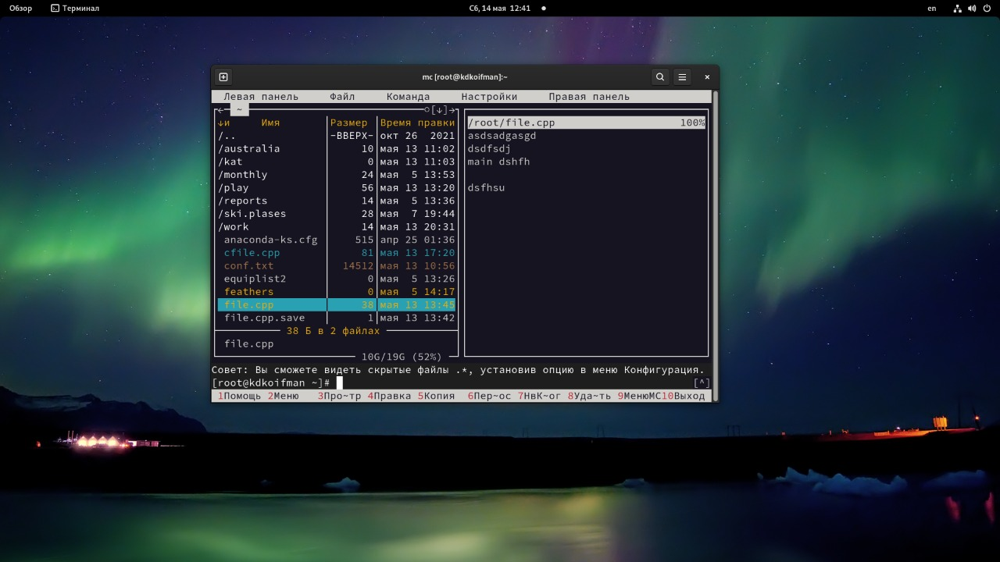 Обзор Терминал Сб, 14 мая 12:41 en
mc [root@kdkoifman]:~
Левая панель Файл Команда Настройки Правая панель
~ [↓]
↓и Имя Размер Время правки
/.. -ВВЕРХ- окт 26 2021
/australia 10 мая 13 11:02
/kat 0 мая 13 11:03
/monthly 24 мая 5 13:53
/play 56 мая 13 13:20
/reports 14 мая 5 13:36
/ski.plases 28 мая 7 19:44
/work 14 мая 13 20:31
anaconda-ks.cfg 515 апр 25 01:36
cfile.cpp 81 мая 13 17:20
conf.txt 14512 мая 13 10:56
equiplist2 0 мая 5 13:26
feathers 0 мая 5 14:17
file.cpp 38 мая 13 13:45
file.cpp.save 1 мая 13 13:42
38 Б в 2 файлах
file.cpp
10G/19G (52%)
/root/file.cpp 100%
asdsadgasgd
dsdfsdj
main dshfh
dsfhsu
Совет: Вы сможете видеть скрытые файлы .*, установив опцию в меню Конфигурация.
[root@kdkoifman ~]# [^]
1Помощь 2Меню 3Про~тр 4Правка 5Копия 6Пер~ос 7НвК~ог 8Уда~ть 9МенюMC10Выход